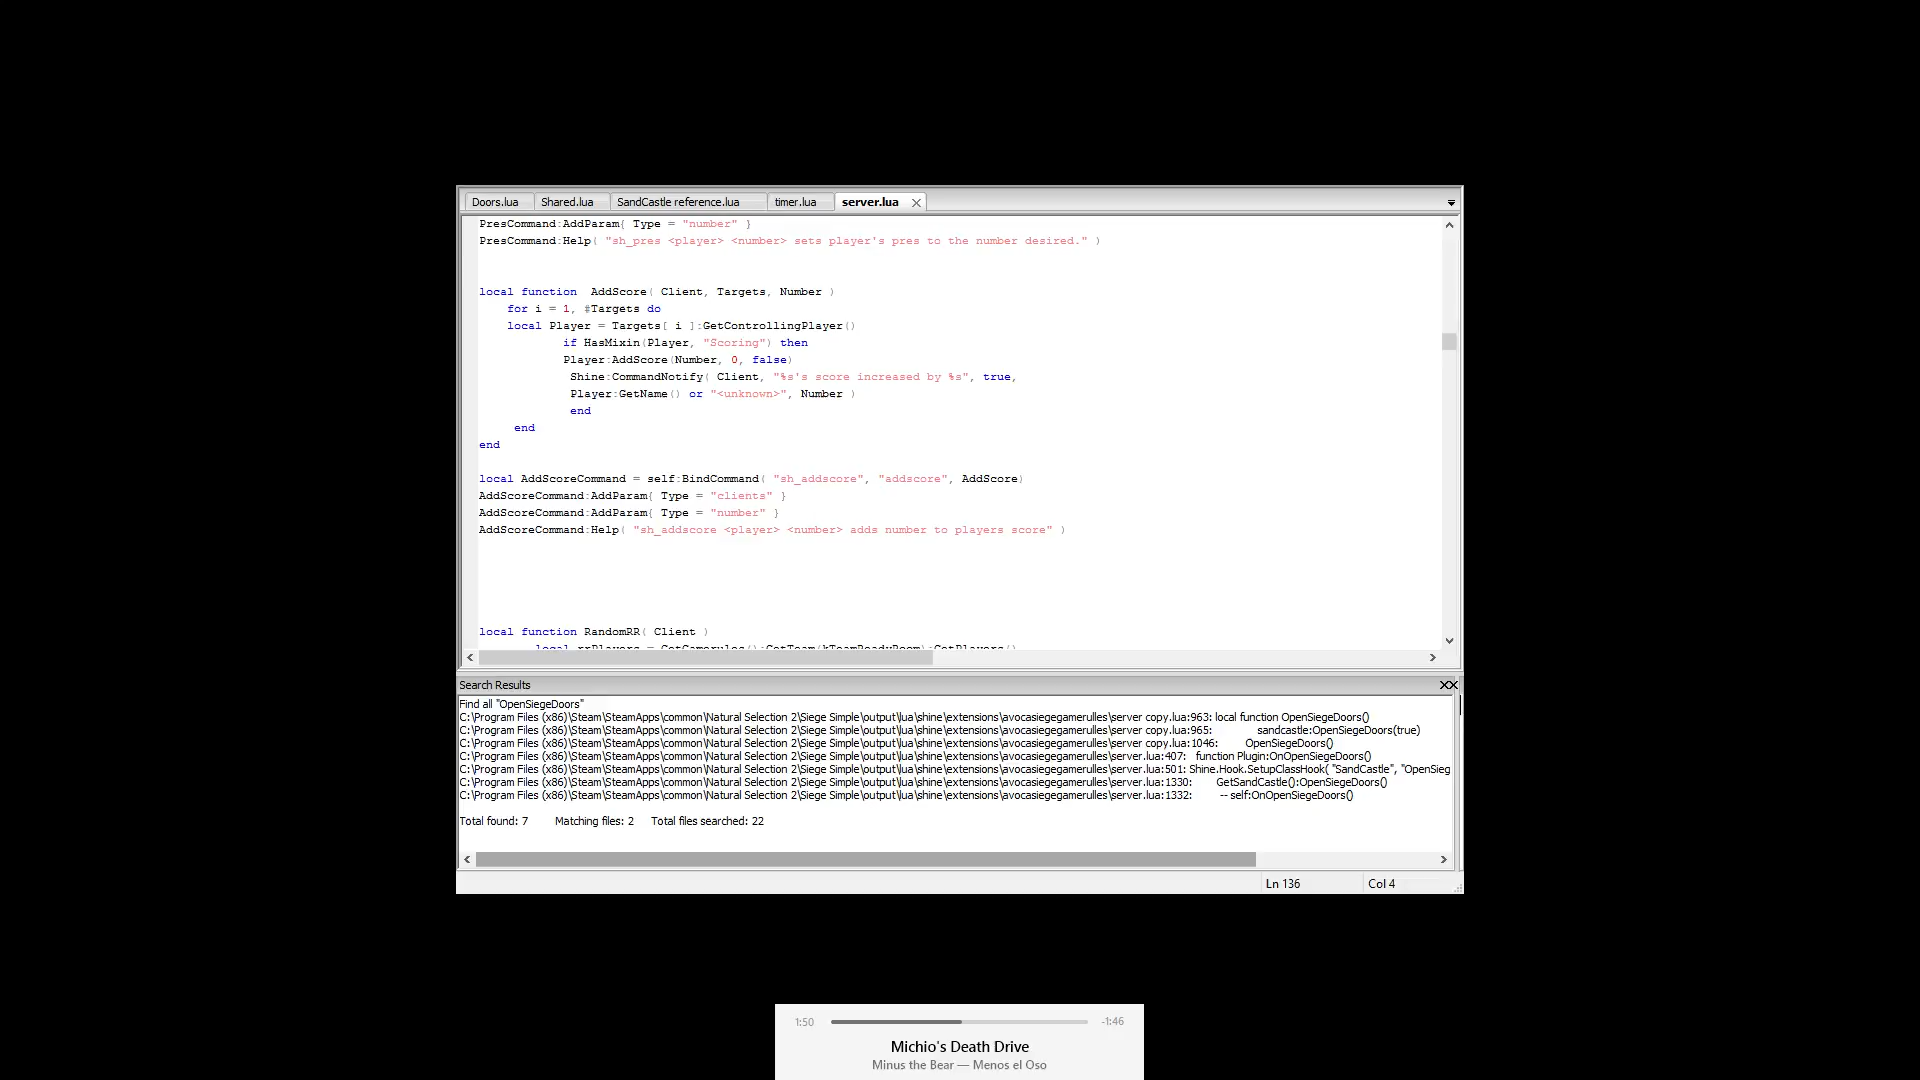 Doors.lua Shared.lua SandCastle reference.lua timer.lua server.lua
PresCommand:AddParam{ Type = "number" }
PresCommand:Help( "sh_pres <player> <number> sets player's pres to the number desired." )
local function  AddScore( Client, Targets, Number )
for i = 1, #Targets do
local Player = Targets[ i ]:GetControllingPlayer()
if HasMixin(Player, "Scoring") then
Player:AddScore(Number, 0, false)
Shine:CommandNotify( Client, "%s's score increased by %s", true,
Player:GetName() or "<unknown>", Number )
end
end
end
local AddScoreCommand = self:BindCommand( "sh_addscore", "addscore", AddScore)
AddScoreCommand:AddParam{ Type = "clients" }
AddScoreCommand:AddParam{ Type = "number" }
AddScoreCommand:Help( "sh_addscore <player> <number> adds number to players score" )
local function RandomRR( Client )
local rrPlayers = GetGamerules():GetTeam(kTeamReadyRoom):GetPlayers()
Search Results
Find all "OpenSiegeDoors"
C:\Program Files (x86)\Steam\SteamApps\common\Natural Selection 2\Siege Simple\output\lua\shine\extensions\avocasiegegamerulles\server copy.lua:963: local function OpenSiegeDoors()
C:\Program Files (x86)\Steam\SteamApps\common\Natural Selection 2\Siege Simple\output\lua\shine\extensions\avocasiegegamerulles\server copy.lua:965: sandcastle:OpenSiegeDoors(true)
C:\Program Files (x86)\Steam\SteamApps\common\Natural Selection 2\Siege Simple\output\lua\shine\extensions\avocasiegegamerulles\server copy.lua:1046: OpenSiegeDoors()
C:\Program Files (x86)\Steam\SteamApps\common\Natural Selection 2\Siege Simple\output\lua\shine\extensions\avocasiegegamerulles\server.lua:407: function Plugin:OnOpenSiegeDoors()
C:\Program Files (x86)\Steam\SteamApps\common\Natural Selection 2\Siege Simple\output\lua\shine\extensions\avocasiegegamerulles\server.lua:501: Shine.Hook.SetupClassHook( "SandCastle", "OpenSieg
C:\Program Files (x86)\Steam\SteamApps\common\Natural Selection 2\Siege Simple\output\lua\shine\extensions\avocasiegegamerulles\server.lua:1330: GetSandCastle():OpenSiegeDoors()
C:\Program Files (x86)\Steam\SteamApps\common\Natural Selection 2\Siege Simple\output\lua\shine\extensions\avocasiegegamerulles\server.lua:1332: -- self:OnOpenSiegeDoors()
Total found: 7 Matching files: 2 Total files searched: 22
Ln 136 Col 4
1:50 -1:46
Michio's Death Drive
Minus the Bear — Menos el Oso